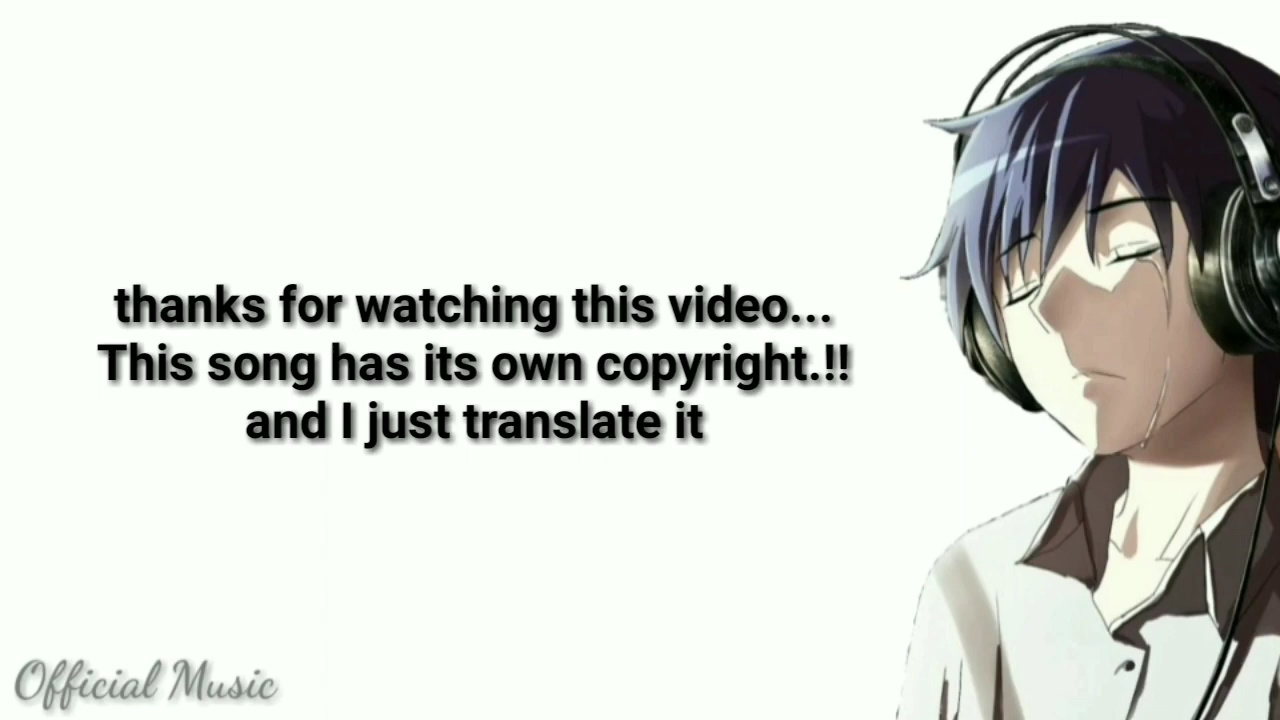 thanks for watching this video...
This song has its own copyright.!!
and I just translate it
Official Music